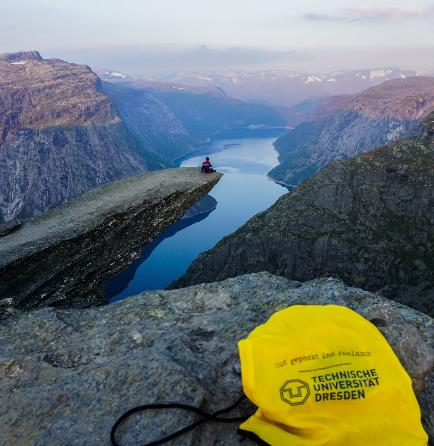 Gut gepackt ins Ausland!
TECHNISCHE
UNIVERSITÄT
DRESDEN